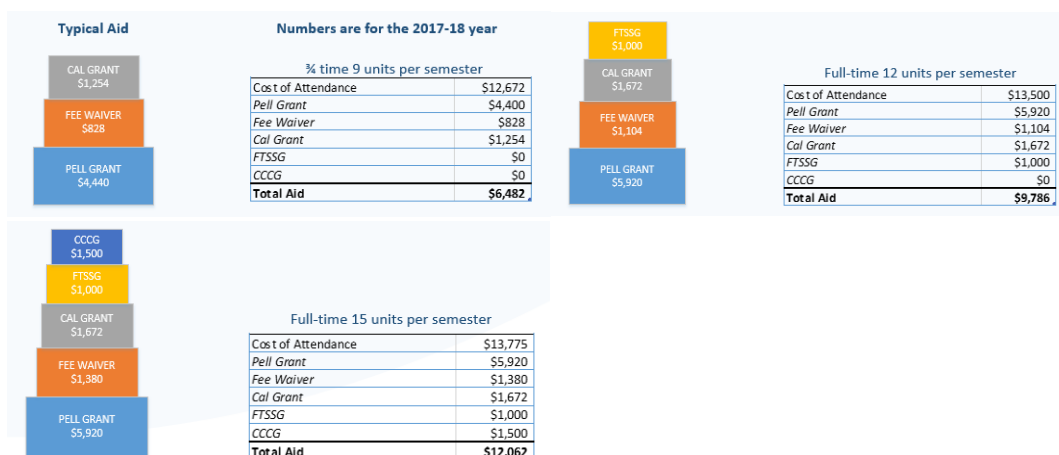 Typical Aid
Numbers are for the 2017-18 year
CAL GRANT
$1,254
FEE WAIVER
$828
PELL GRANT
$4,440
¾ time 9 units per semester
Cost of Attendance $12,672
Pell Grant $4,400
Fee Waiver $828
Cal Grant $1,254
FTSSG $0
CCCG $0
Total Aid $6,482
FTSSG
$1,000
CAL GRANT
$1,672
FEE WAIVER
$1,104
PELL GRANT
$5,920
Full-time 12 units per semester
Cost of Attendance $13,500
Pell Grant $5,920
Fee Waiver $1,104
Cal Grant $1,672
FTSSG $1,000
CCCG $0
Total Aid $9,786
CCCG
$1,500
FTSSG
$1,000
CAL GRANT
$1,672
FEE WAIVER
$1,380
PELL GRANT
$5,920
Full-time 15 units per semester
Cost of Attendance $13,775
Pell Grant $5,920
Fee Waiver $1,380
Cal Grant $1,672
FTSSG $1,000
CCCG $1,500
Total Aid $12,062